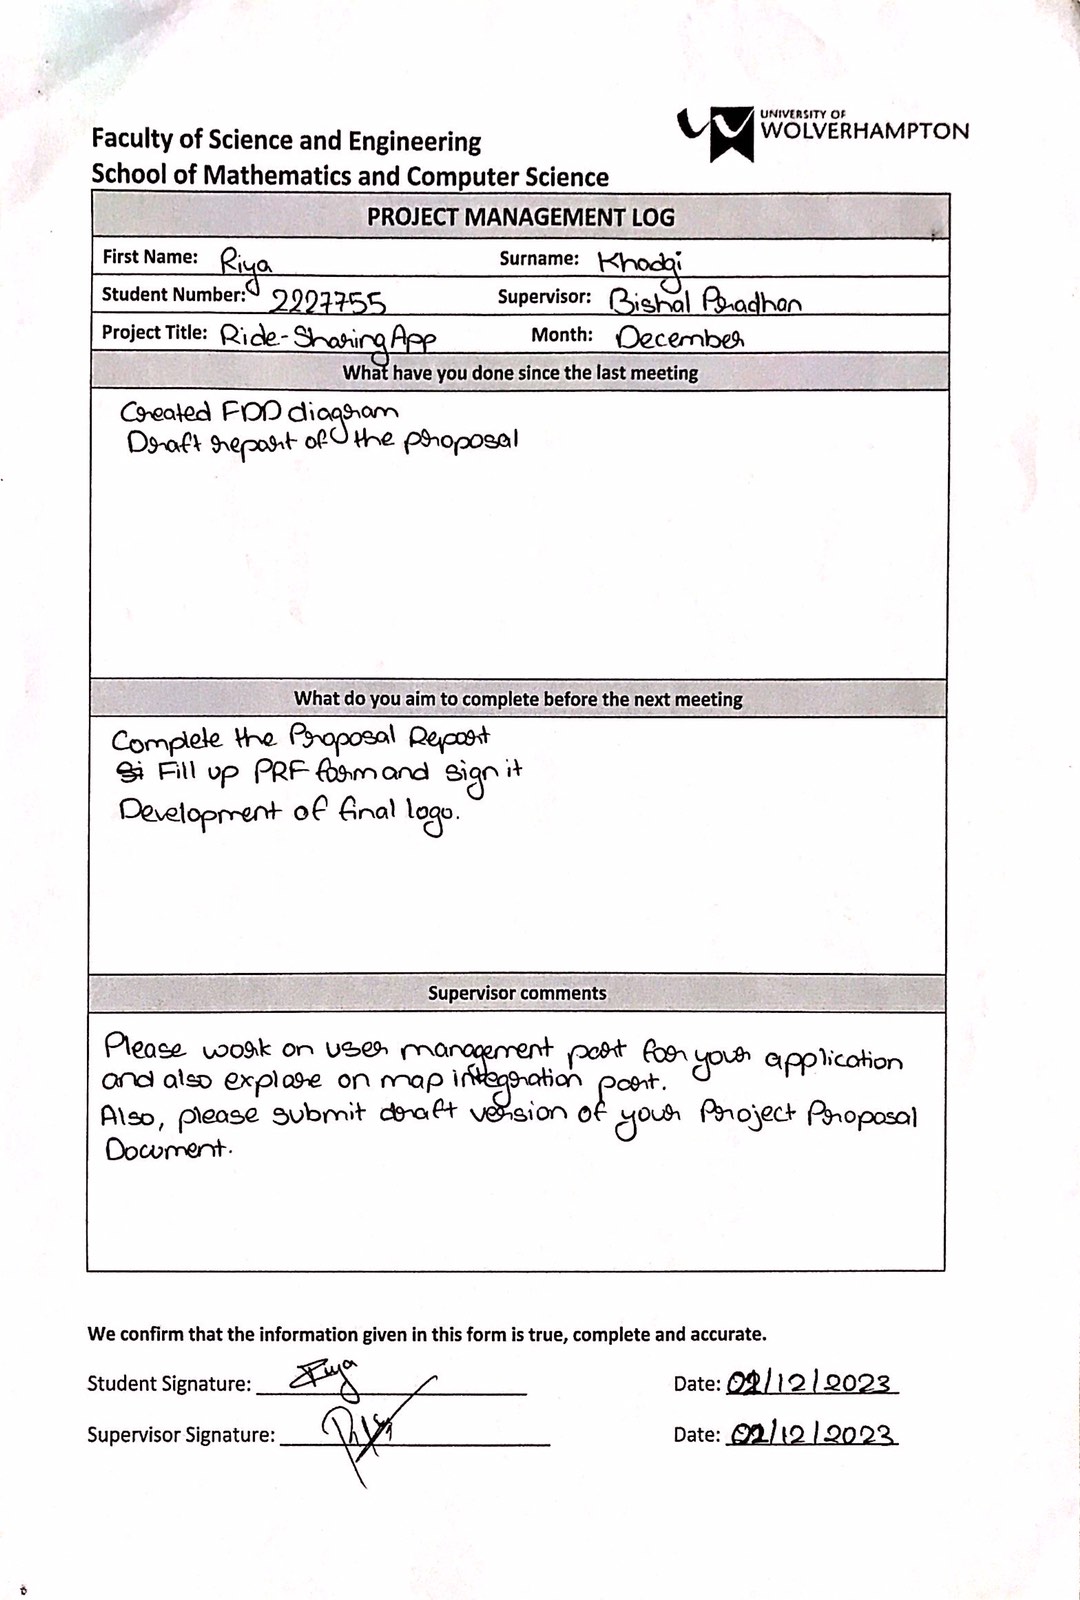 UNIVERSITY OF
WOLVERHAMPTON
Faculty of Science and Engineering
School of Mathematics and Computer Science
PROJECT MANAGEMENT LOG
First Name: Riya Surname: Khadgi
Student Number: 2227755 Supervisor: Bishal Pradhan
Project Title: Ride-Sharing App Month: December
What have you done since the last meeting
Created FDD diagram
Draft report of the proposal
What do you aim to complete before the next meeting
Complete the Proposal Report
Fill up PRF form and sign it
Development of final logo.
Supervisor comments
Please work on user management part for your application
and also explore on map integration part.
Also, please submit draft version of your Project Proposal
Document.
We confirm that the information given in this form is true, complete and accurate.
Student Signature: Riya Date: /12/2023
Supervisor Signature: Date: /12/2023